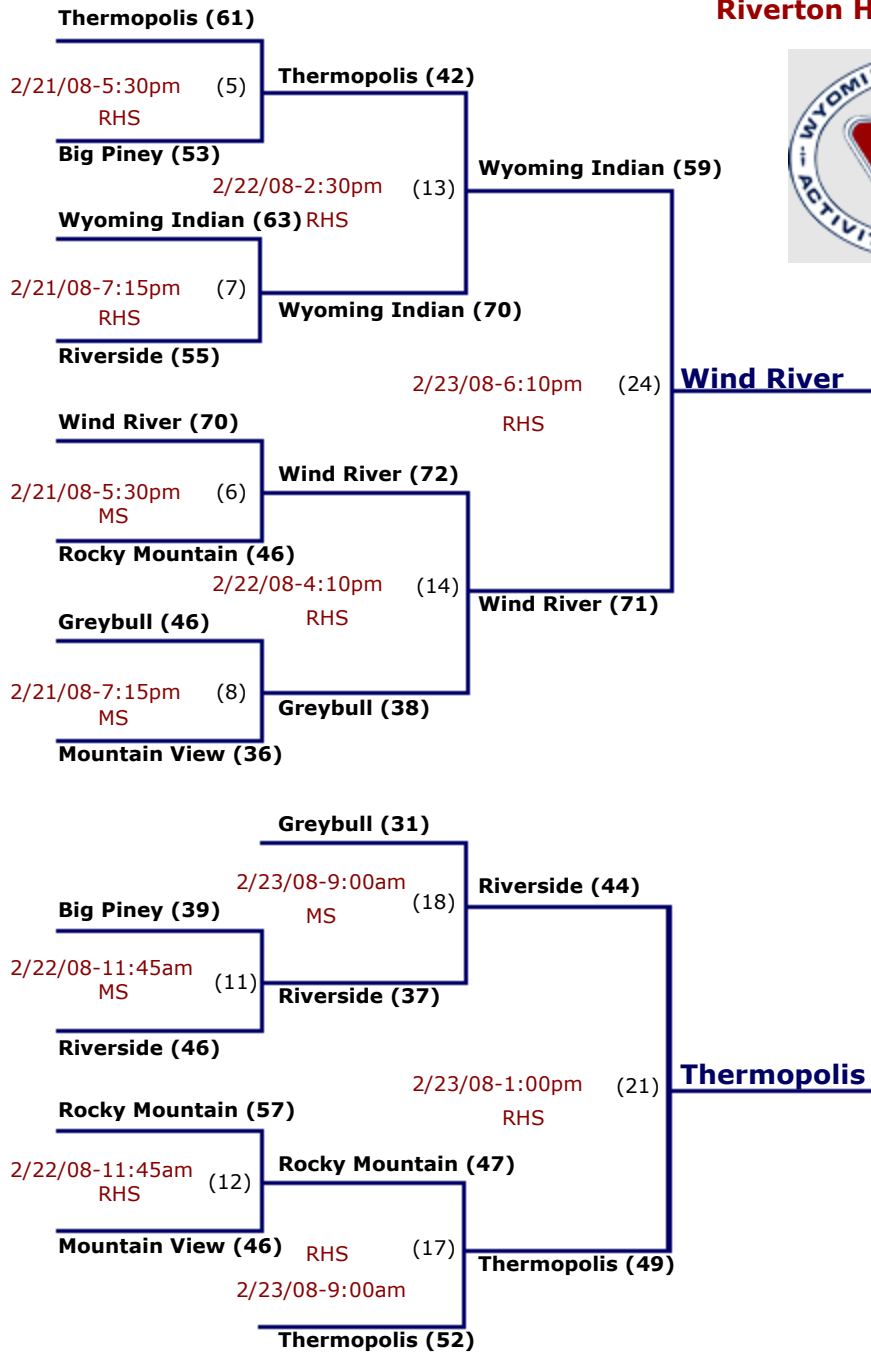 Riverton H
Thermopolis (61)
2/21/08-5:30pm (5)
RHS
Big Piney (53)
Thermopolis (42)
2/22/08-2:30pm (13)
RHS
Wyoming Indian (63)
2/21/08-7:15pm (7)
RHS
Riverside (55)
Wyoming Indian (70)
Wyoming Indian (59)
2/23/08-6:10pm (24)
RHS
Wind River
Wind River (70)
2/21/08-5:30pm (6)
MS
Rocky Mountain (46)
Wind River (72)
2/22/08-4:10pm (14)
RHS
Wind River (71)
Greybull (46)
2/21/08-7:15pm (8)
MS
Mountain View (36)
Greybull (38)
Greybull (31)
2/23/08-9:00am (18)
MS
Riverside (44)
Big Piney (39)
2/22/08-11:45am (11)
MS
Riverside (46)
Riverside (37)
2/23/08-1:00pm (21)
RHS
Thermopolis
Rocky Mountain (57)
2/22/08-11:45am (12)
RHS
Mountain View (46)
Rocky Mountain (47)
RHS (17)
2/23/08-9:00am
Thermopolis (49)
Thermopolis (52)
WYOMI
ACTIVIT